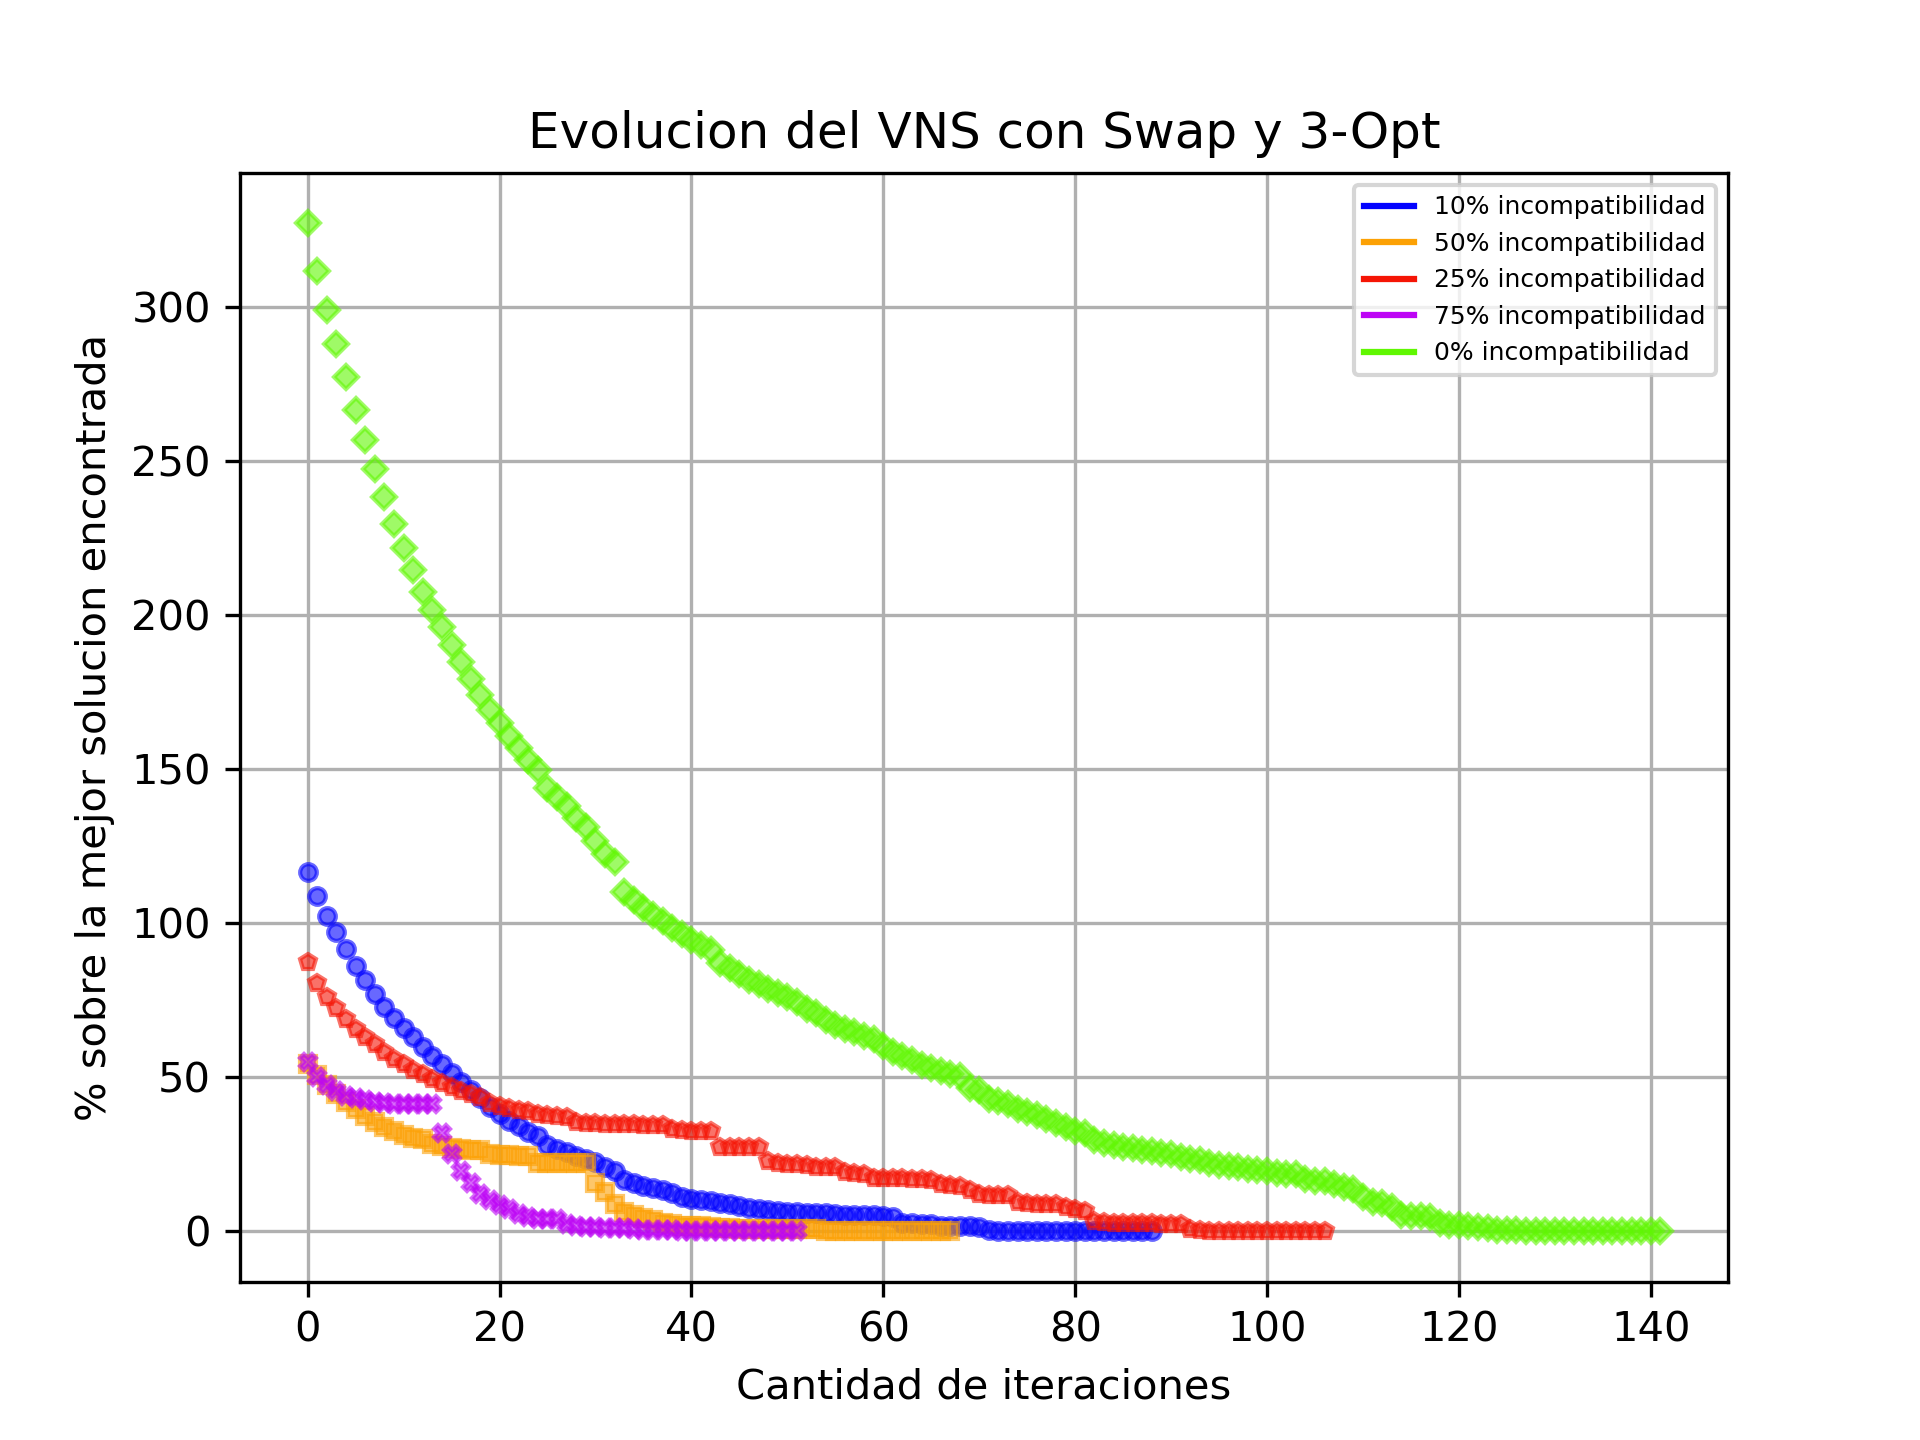 Evolucion del VNS con Swap y 3-Opt
10% incompatibilidad
50% incompatibilidad
25% incompatibilidad
75% incompatibilidad
0% incompatibilidad
% sobre la mejor solucion encontrada
300
250
200
150
100
50
0
0 20 40 60 80 100 120 140
Cantidad de iteraciones